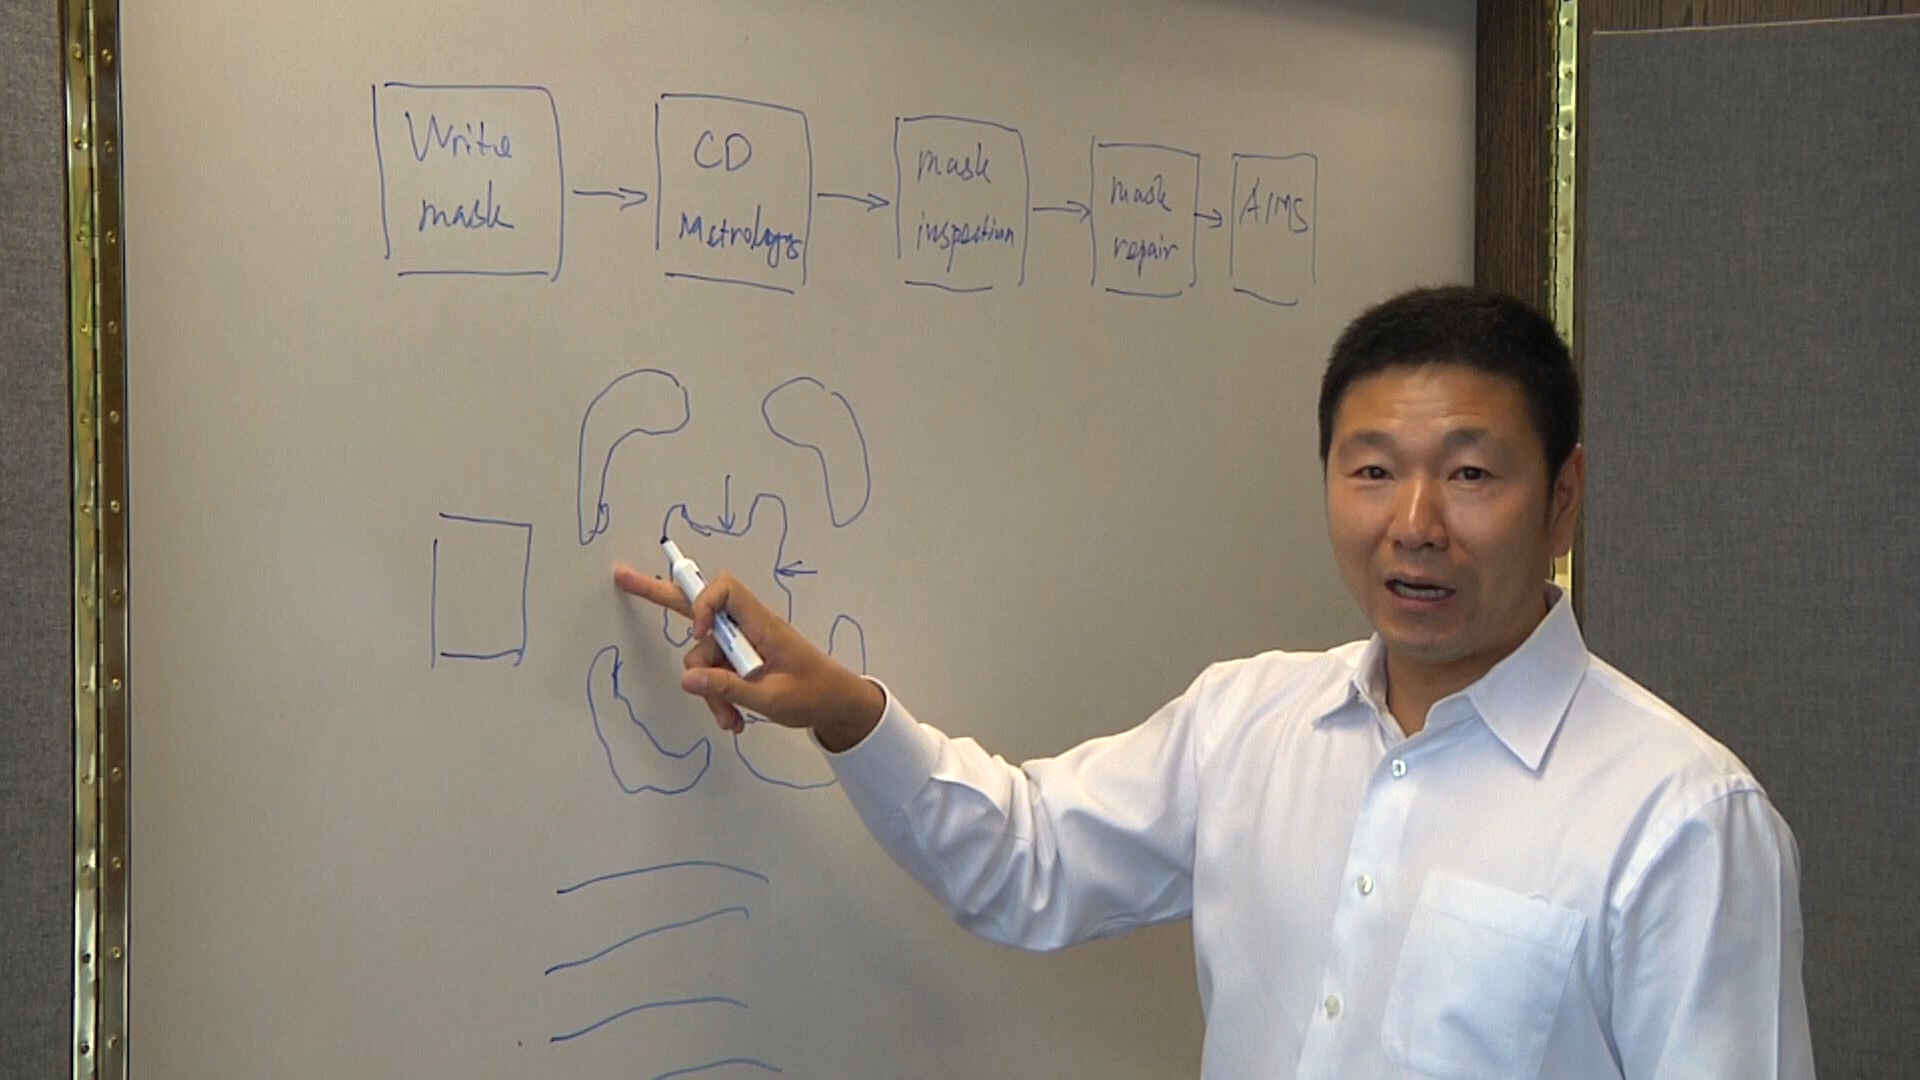 Write
mask
CD
Metrology
mask
inspection
mask
repair
AIMS